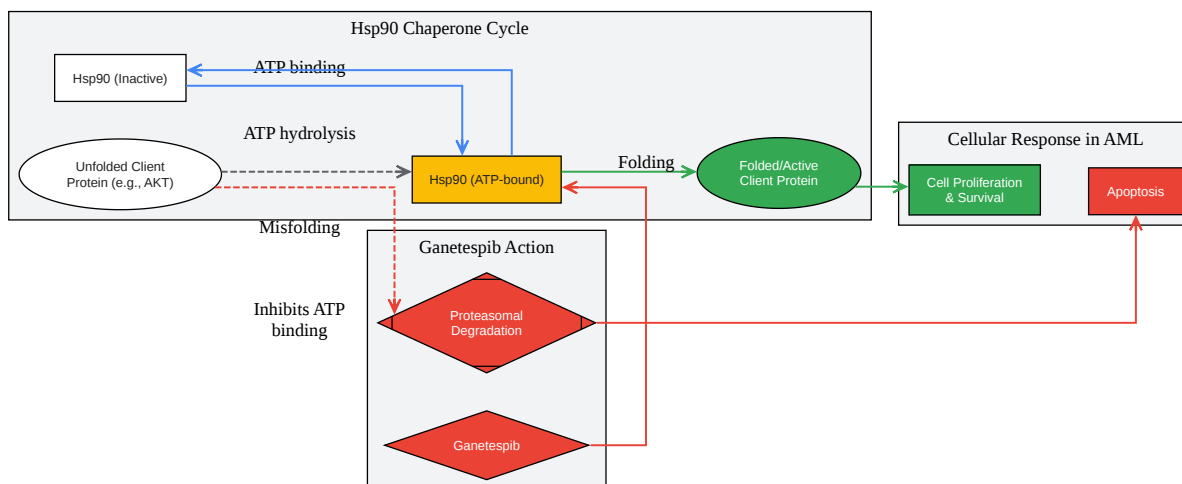 Hsp90 Chaperone Cycle
ATP binding
Hsp90 (Inactive)
ATP hydrolysis
Unfolded Client
Protein (e.g., AKT)
Hsp90 (ATP-bound)
Folding
Folded/Active
Client Protein
Cellular Response in AML
Cell Proliferation
& Survival
Apoptosis
Misfolding
Ganetespib Action
Inhibits ATP
binding
Proteasomal
Degradation
Ganetespib